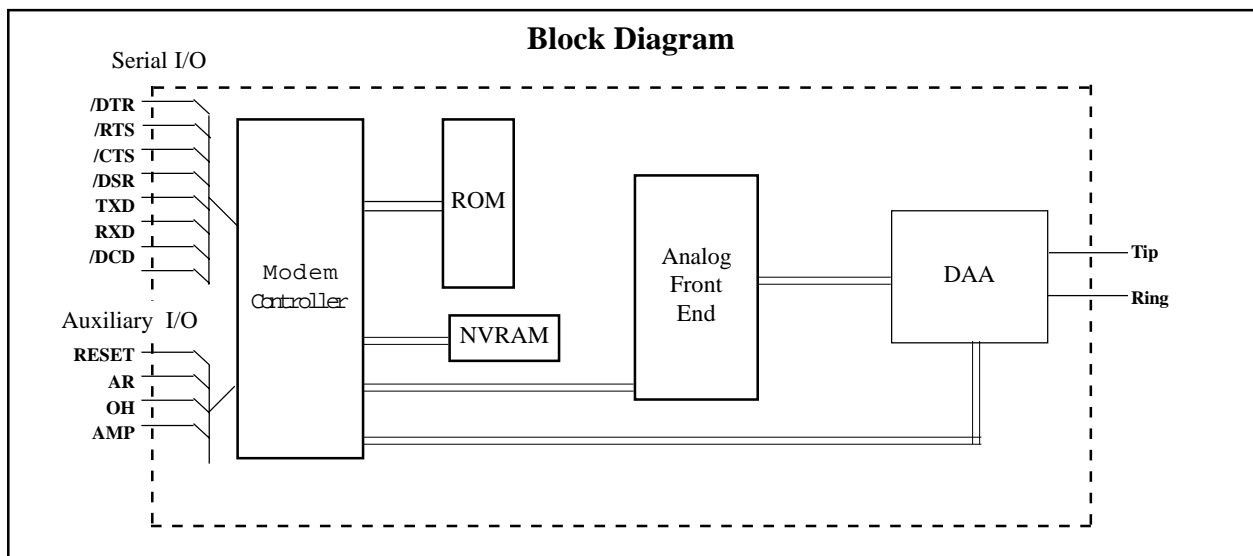 Block Diagram
Serial I/O
/DTR
/RTS
/CTS
/DSR
TXD
RXD
/DCD
Auxiliary I/O
RESET
AR
OH
AMP
Modem
Controller
ROM
NVRAM
Analog
Front
End
DAA
Tip
Ring